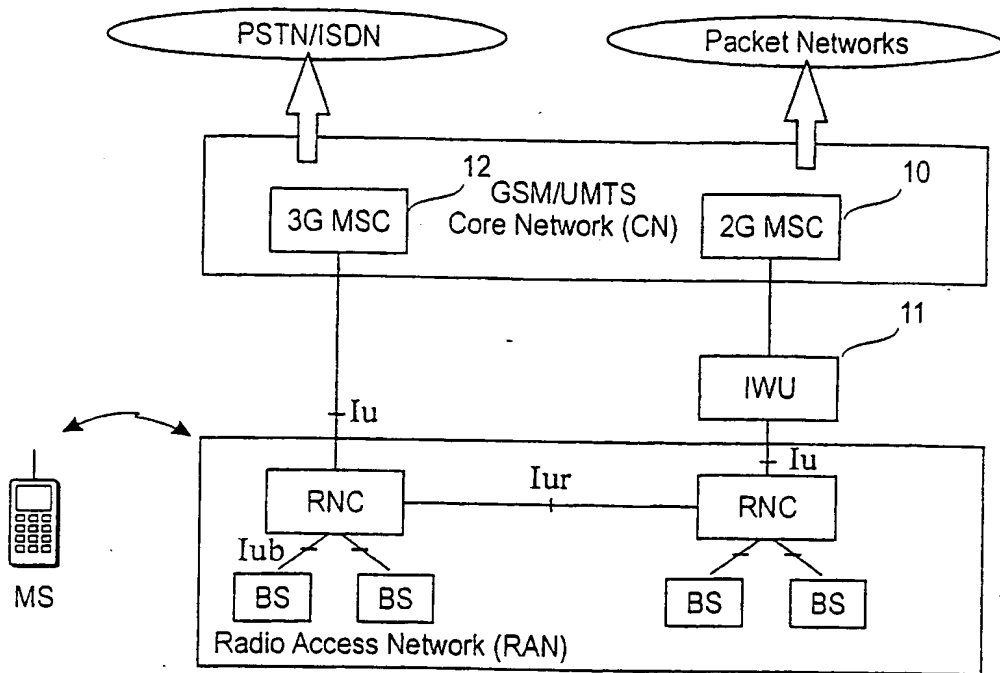 PSTN/ISDN
Packet Networks
12
GSM/UMTS
Core Network (CN)
10
3G MSC
2G MSC
11
IWU
Iu
Iu
Iur
RNC
RNC
Iub
BS
BS
BS
BS
MS
Radio Access Network (RAN)